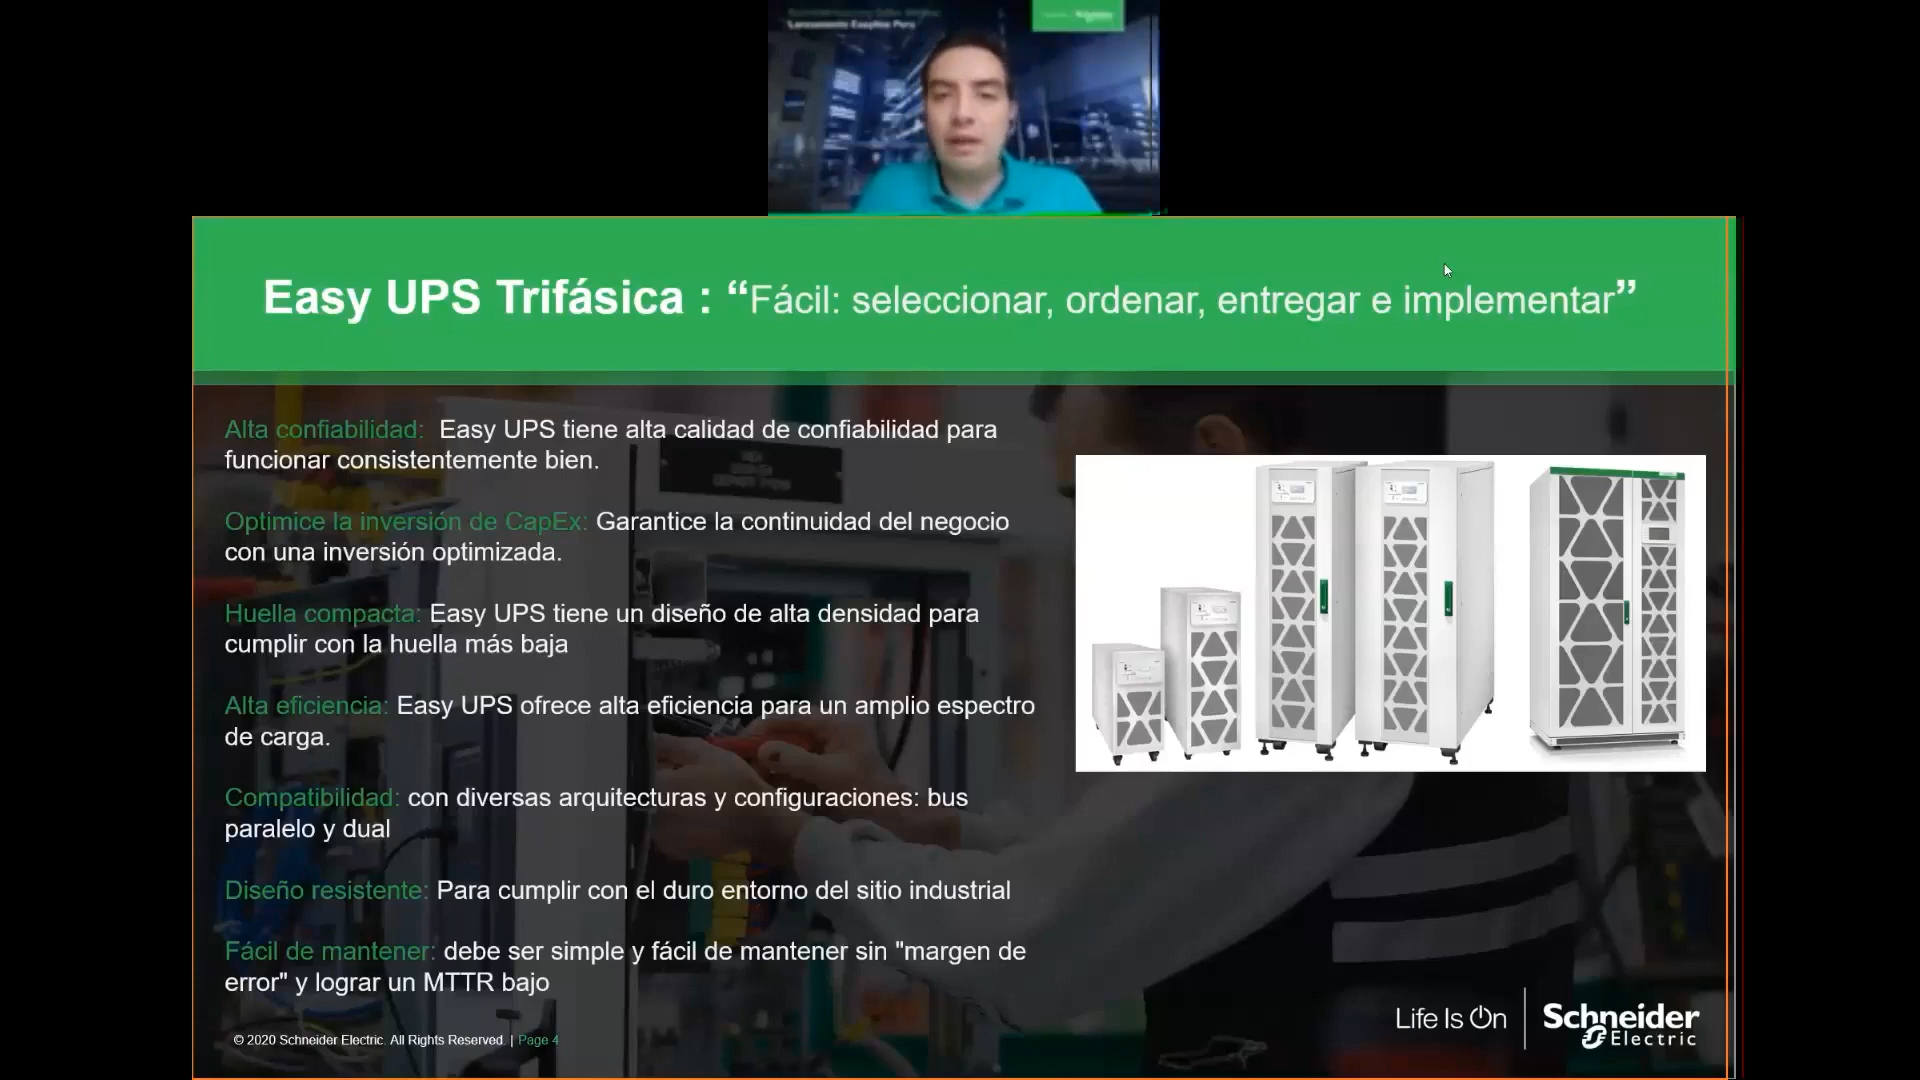 Lanzamiento Easyline Peru
Easy UPS Trifásica : “Fácil: seleccionar, ordenar, entregar e implementar”
Alta confiabilidad: Easy UPS tiene alta calidad de confiabilidad para
funcionar consistentemente bien.
Optimice la inversión de CapEx: Garantice la continuidad del negocio
con una inversión optimizada.
Huella compacta: Easy UPS tiene un diseño de alta densidad para
cumplir con la huella más baja
Alta eficiencia: Easy UPS ofrece alta eficiencia para un amplio espectro
de carga.
Compatibilidad: con diversas arquitecturas y configuraciones: bus
paralelo y dual
Diseño resistente: Para cumplir con el duro entorno del sitio industrial
Fácil de mantener: debe ser simple y fácil de mantener sin "margen de
error" y lograr un MTTR bajo
© 2020 Schneider Electric. All Rights Reserved. | Page 4
Life Is On
Schneider
Electric